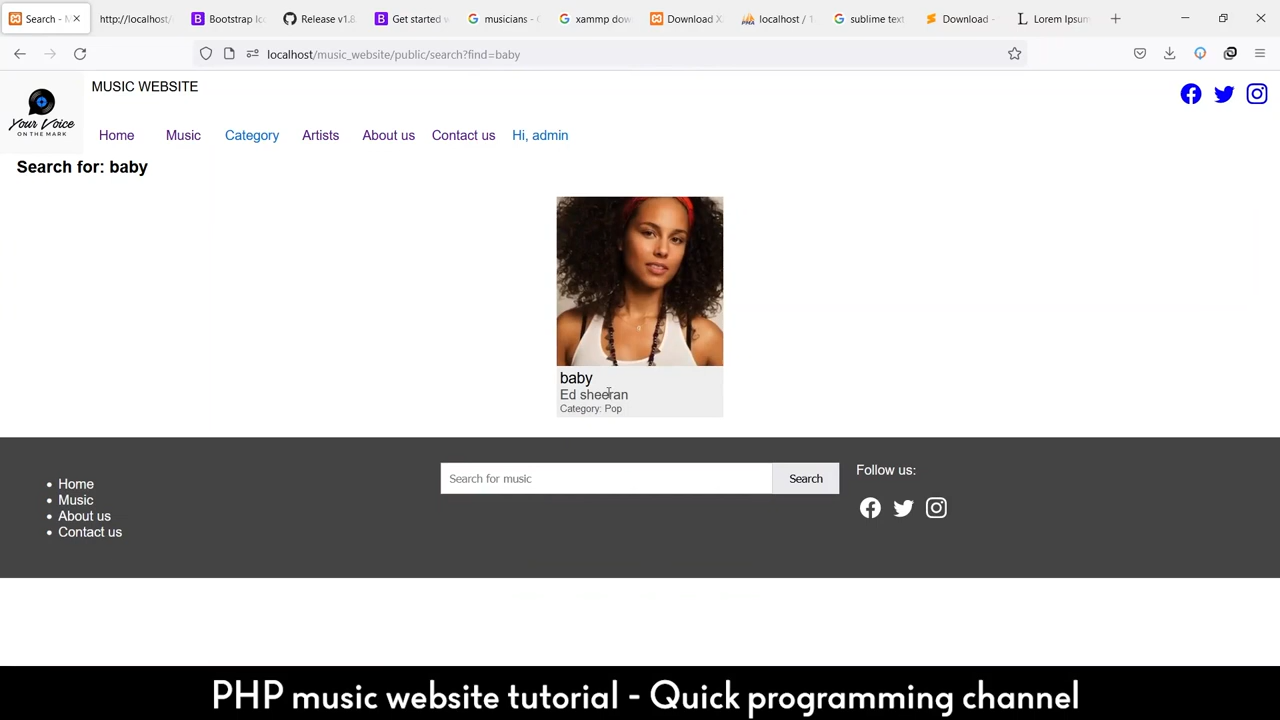 Search - M
http://localhost/
Bootstrap Ic
Release v1.8.
Get started w
musicians - G
xammp dow
Download X
localhost / 1
sublime text
Download -
Lorem Ipsum
localhost/music_website/public/search?find=baby
YOUR VOICE
ON THE MARK
MUSIC WEBSITE
Home Music Category Artists About us Contact us Hi, admin
Search for: baby
baby
Ed sheeran
Category: Pop
Home
Music
About us
Contact us
Search for music
Search
Follow us:
PHP music website tutorial - Quick programming channel